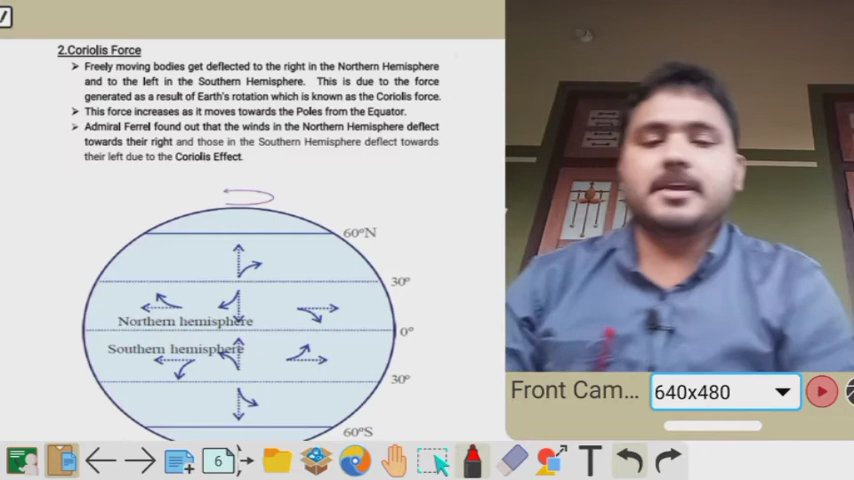 2.Coriolis Force
➤ Freely moving bodies get deflected to the right in the Northern Hemisphere
and to the left in the Southern Hemisphere. This is due to the force
generated as a result of Earth's rotation which is known as the Coriolis force.
➤ This force increases as it moves towards the Poles from the Equator.
➤ Admiral Ferrel found out that the winds in the Northern Hemisphere deflect
towards their right and those in the Southern Hemisphere deflect towards
their left due to the Coriolis Effect.
60°N
30°
Northern hemisphere
0°
Southern hemisphere
30°
60°S
Front Cam...
640x480
6
T